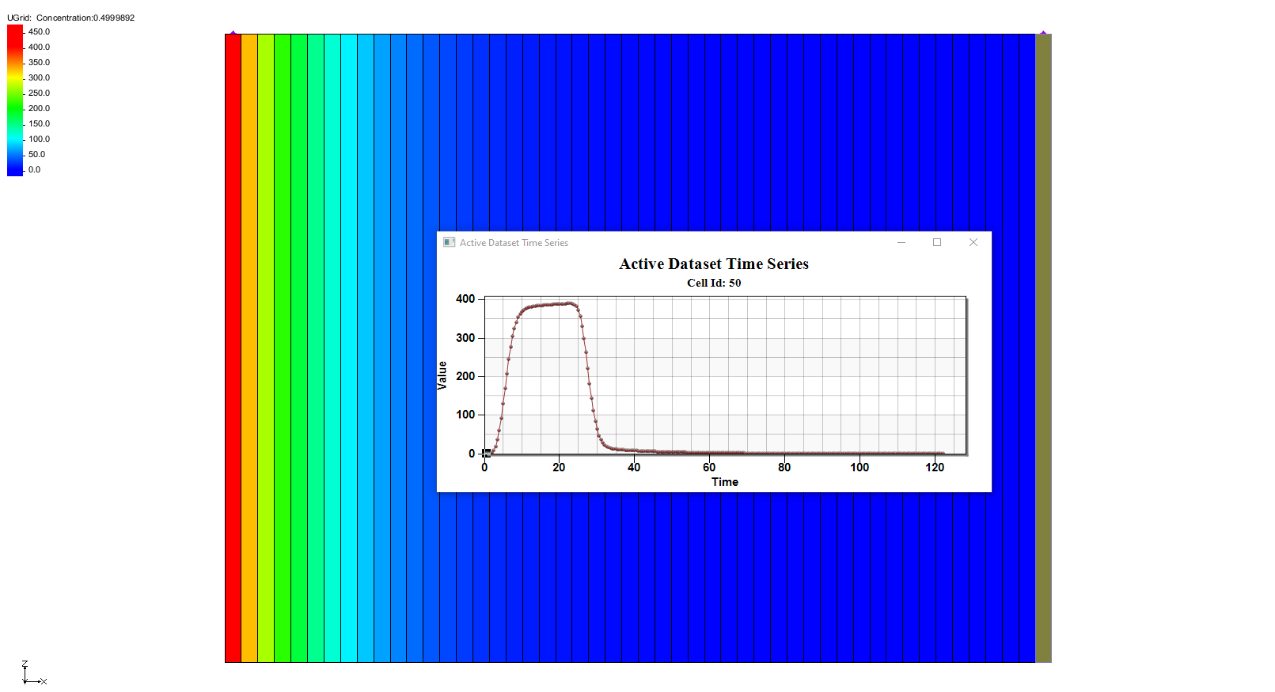 UGrid: Concentration:0.4999892
450.0
400.0
350.0
300.0
250.0
200.0
150.0
100.0
50.0
0.0
Active Dataset Time Series
Active Dataset Time Series
Cell Id: 50
Value
400
300
200
100
0
0 20 40 60 80 100 120
Time
Z
X